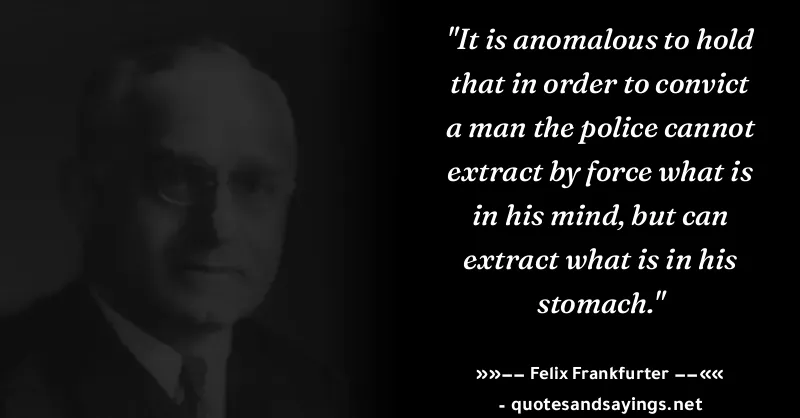 "It is anomalous to hold
that in order to convict
a man the police cannot
extract by force what is
in his mind, but can
extract what is in his
stomach."
»»−− Felix Frankfurter −−««
- quotesandsayings.net